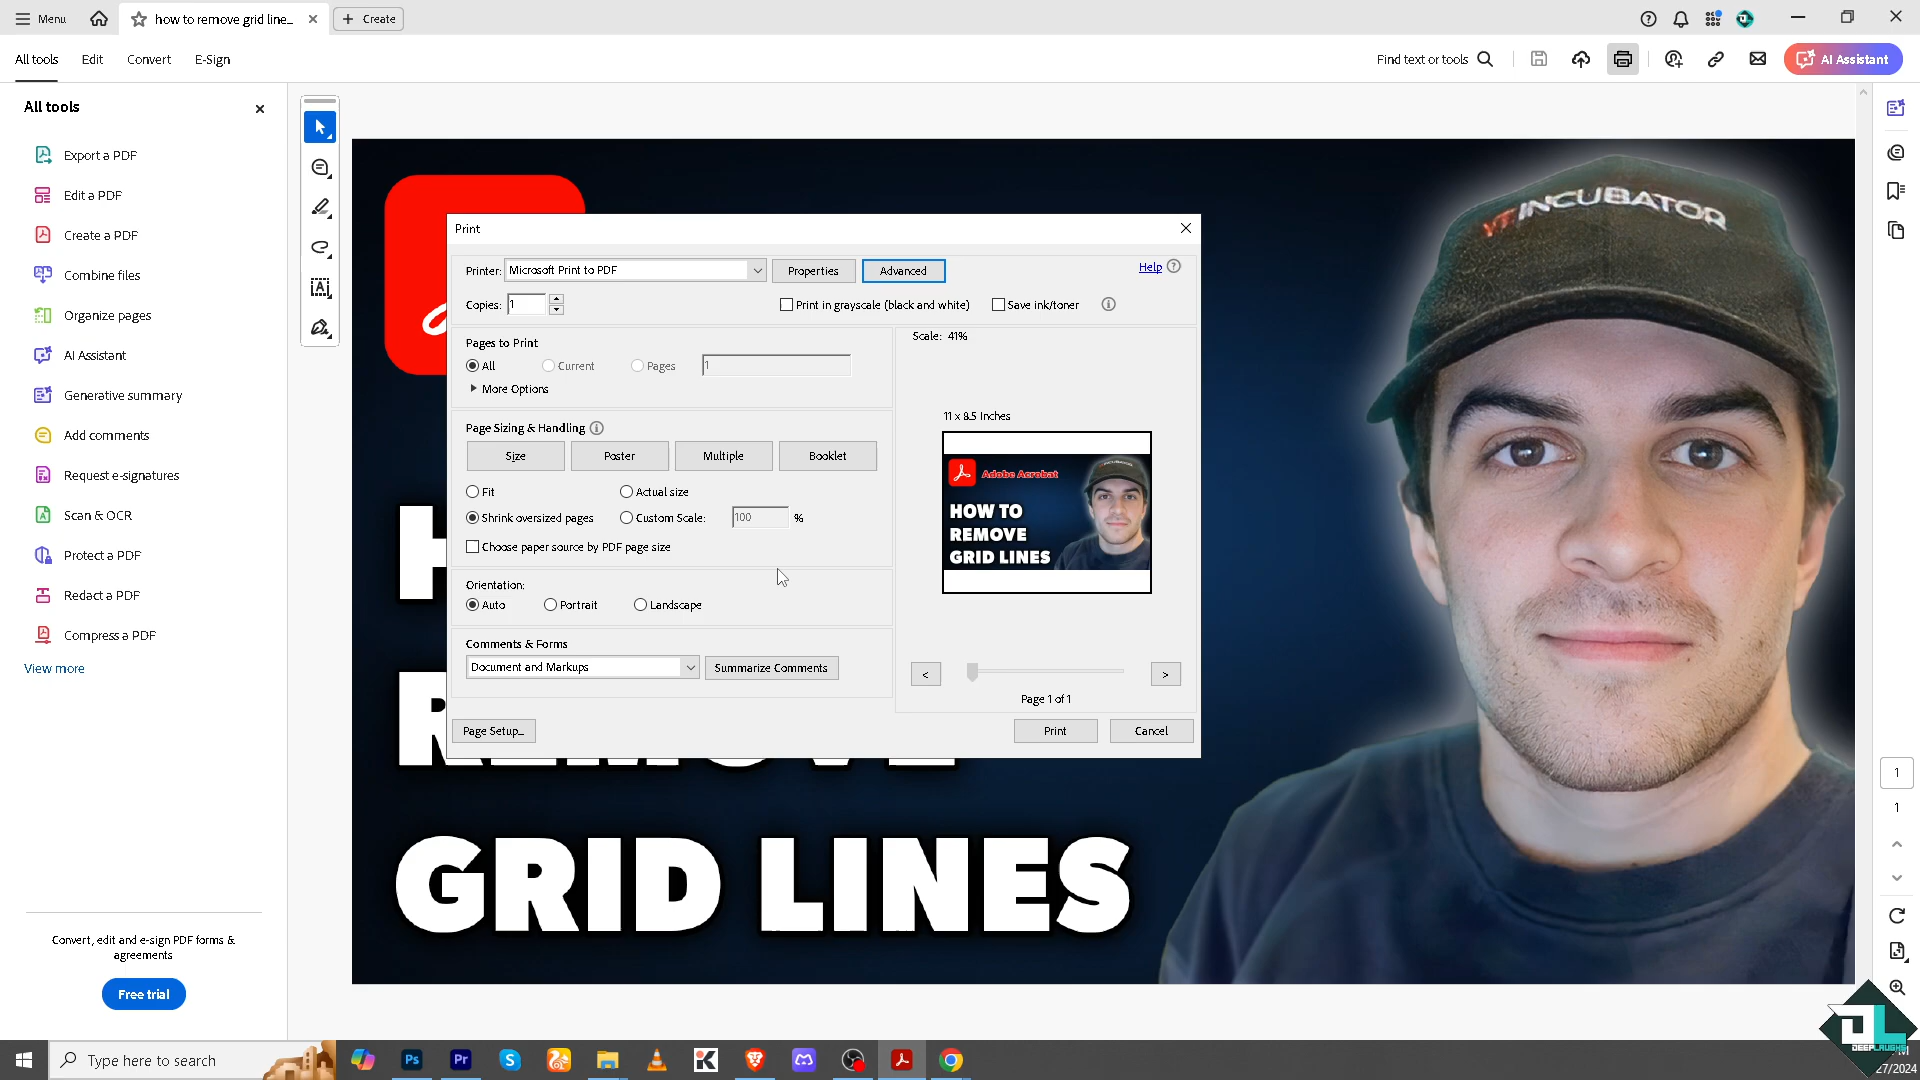 Menu
how to remove grid line...
Create
All tools
Edit
Convert
E-Sign
Find text or tools
AI Assistant
All tools
Export a PDF
Edit a PDF
Create a PDF
Combine files
Organize pages
AI Assistant
Generative summary
Add comments
Request e-signatures
Scan & OCR
Protect a PDF
Redact a PDF
Compress a PDF
View more
Convert, edit and e-sign PDF forms &
agreements
Free trial
YTINCUBATOR
Print
Printer: Microsoft Print to PDF Properties Advanced Help ?
Copies: 1 Print in grayscale (black and white) Save ink/toner
Pages to Print
All Current Pages 1
More Options
Page Sizing & Handling
Size Poster Multiple Booklet
Fit Actual size
Shrink oversized pages Custom Scale: 100 %
Choose paper source by PDF page size
Orientation:
Auto Portrait Landscape
Comments & Forms
Document and Markups Summarize Comments
Page Setup...
Scale: 41%
11 x 8.5 Inches
Adobe Acrobat
HOW TO
REMOVE
GRID LINES
< >
Page 1 of 1
Print Cancel
GRID LINES
1
1
Type here to search
Ps
Pr
DEEPLAUGHS
27/2024